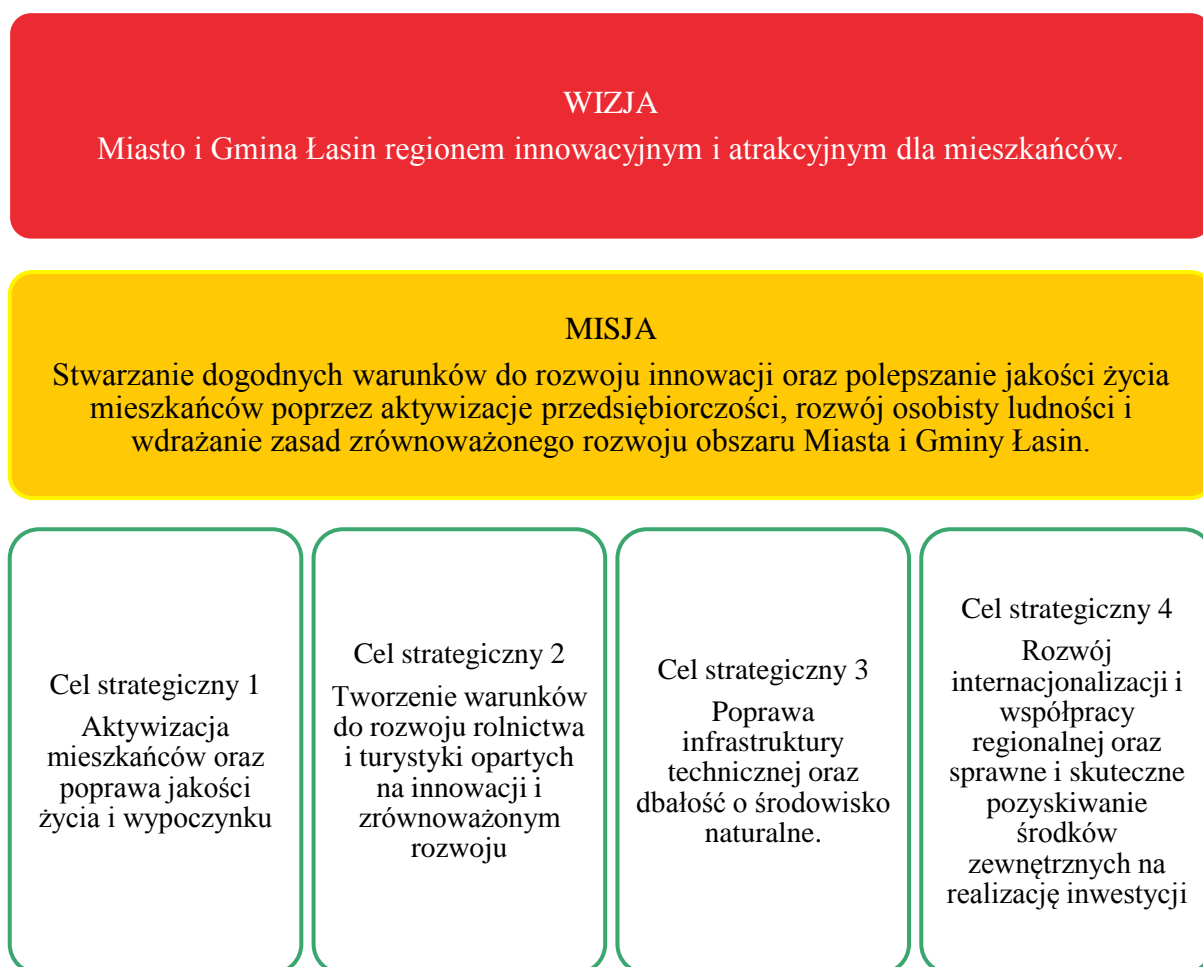 WIZJA
Miasto i Gmina Łasin regionem innowacyjnym i atrakcyjnym dla mieszkańców.
MISJA
Stwarzanie dogodnych warunków do rozwoju innowacji oraz polepszanie jakości życia
mieszkańców poprzez aktywizacje przedsiębiorczości, rozwój osobisty ludności i
wdrażanie zasad zrównoważonego rozwoju obszaru Miasta i Gminy Łasin.
Cel strategiczny 1
Aktywizacja
mieszkańców oraz
poprawa jakości
życia i wypoczynku
Cel strategiczny 2
Tworzenie warunków
do rozwoju rolnictwa
i turystyki opartych
na innowacji i
zrównoważonym
rozwoju
Cel strategiczny 3
Poprawa
infrastruktury
technicznej oraz
dbałość o środowisko
naturalne.
Cel strategiczny 4
Rozwój
internacjonalizacji i
współpracy
regionalnej oraz
sprawne i skuteczne
pozyskiwanie
środków
zewnętrznych na
realizację inwestycji